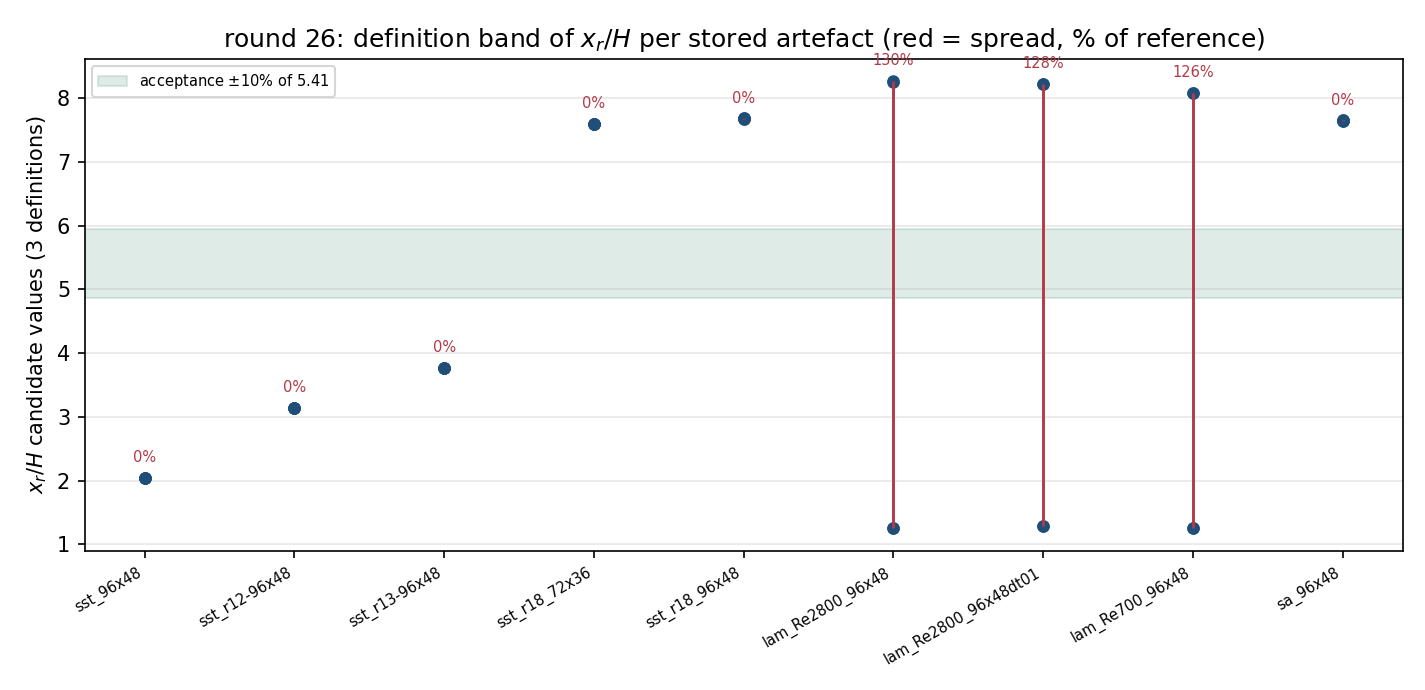 round 26: definition band of x_r/H per stored artefact (red = spread, % of reference)
acceptance ±10% of 5.41
x_r/H candidate values (3 definitions)
8
7
6
5
4
3
2
1
0%
0%
0%
0%
0%
130%
128%
126%
0%
sst_96x48
sst_r12-96x48
sst_r13-96x48
sst_r18_72x36
sst_r18_96x48
lam_Re2800_96x48
lam_Re2800_96x48dt01
lam_Re700_96x48
sa_96x48